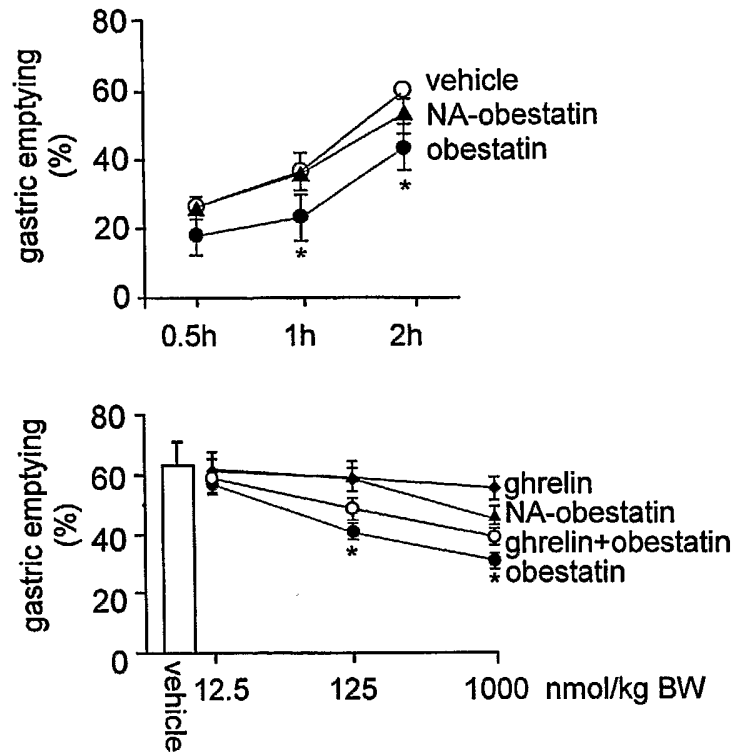 gastric emptying
(%)
80
60
40
20
0
vehicle
NA-obestatin
obestatin
*
*
0.5h 1h 2h
gastric emptying
(%)
80
60
40
20
0
ghrelin
NA-obestatin
ghrelin+obestatin
obestatin
*
*
vehicle
12.5 125 1000 nmol/kg BW